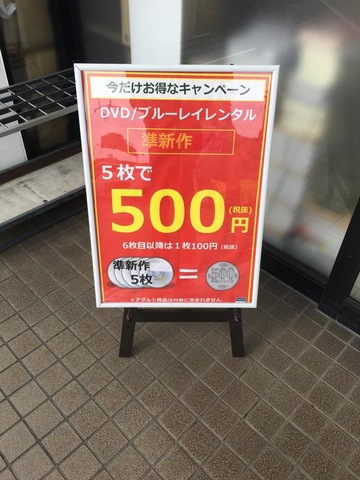 今だけお得なキャンペーン
DVD/ブルーレイレンタル
準新作
5枚で
500円(税抜)
6枚目以降は1枚100円(税抜)
準新作
5枚
=
500
※アダルト商品は対象に含まれません